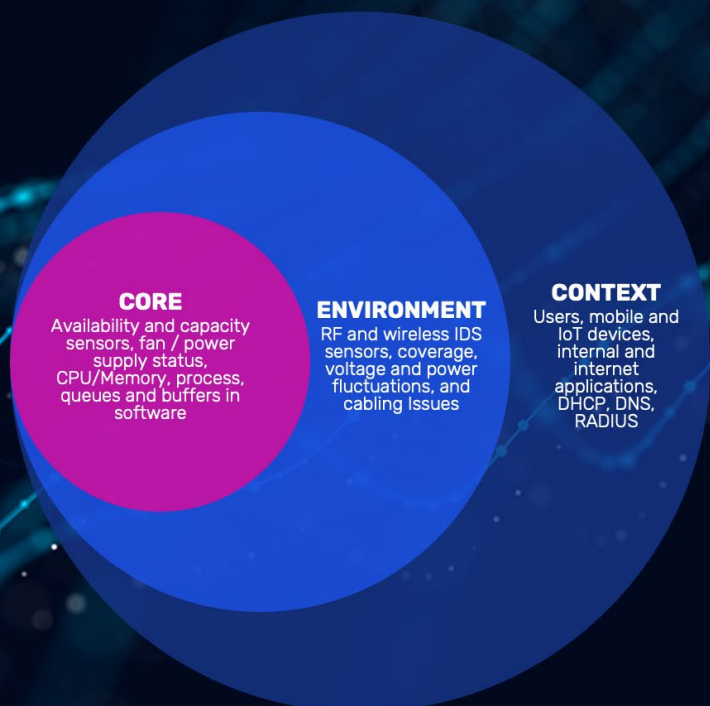 CORE
Availability and capacity
sensors, fan / power
supply status,
CPU/Memory, process,
queues and buffers in
software
ENVIRONMENT
RF and wireless IDS
sensors, coverage,
voltage and power
fluctuations, and
cabling Issues
CONTEXT
Users, mobile and
IoT devices,
internal and
internet
applications,
DHCP, DNS,
RADIUS